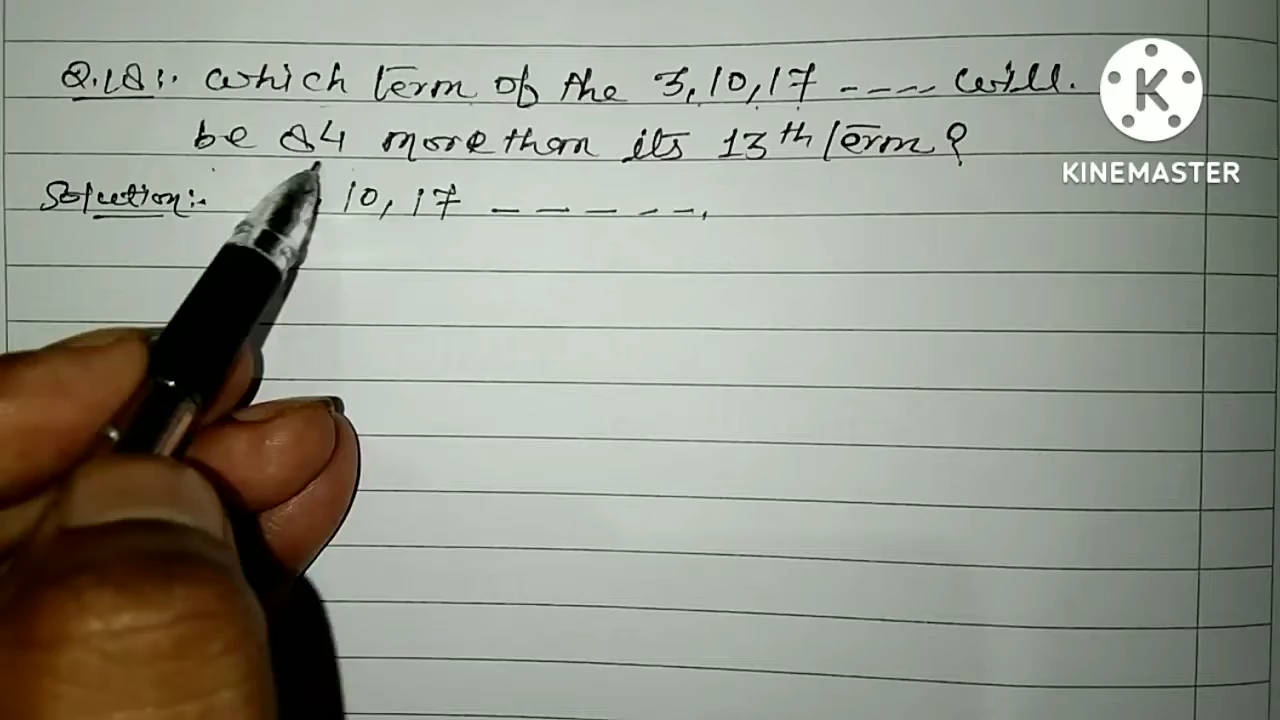 Q.18:. which term of the 3, 10, 17 ---- will.
be 84 more than its 13th term?
Solution:. 10, 17 -----.
K
KINEMASTER